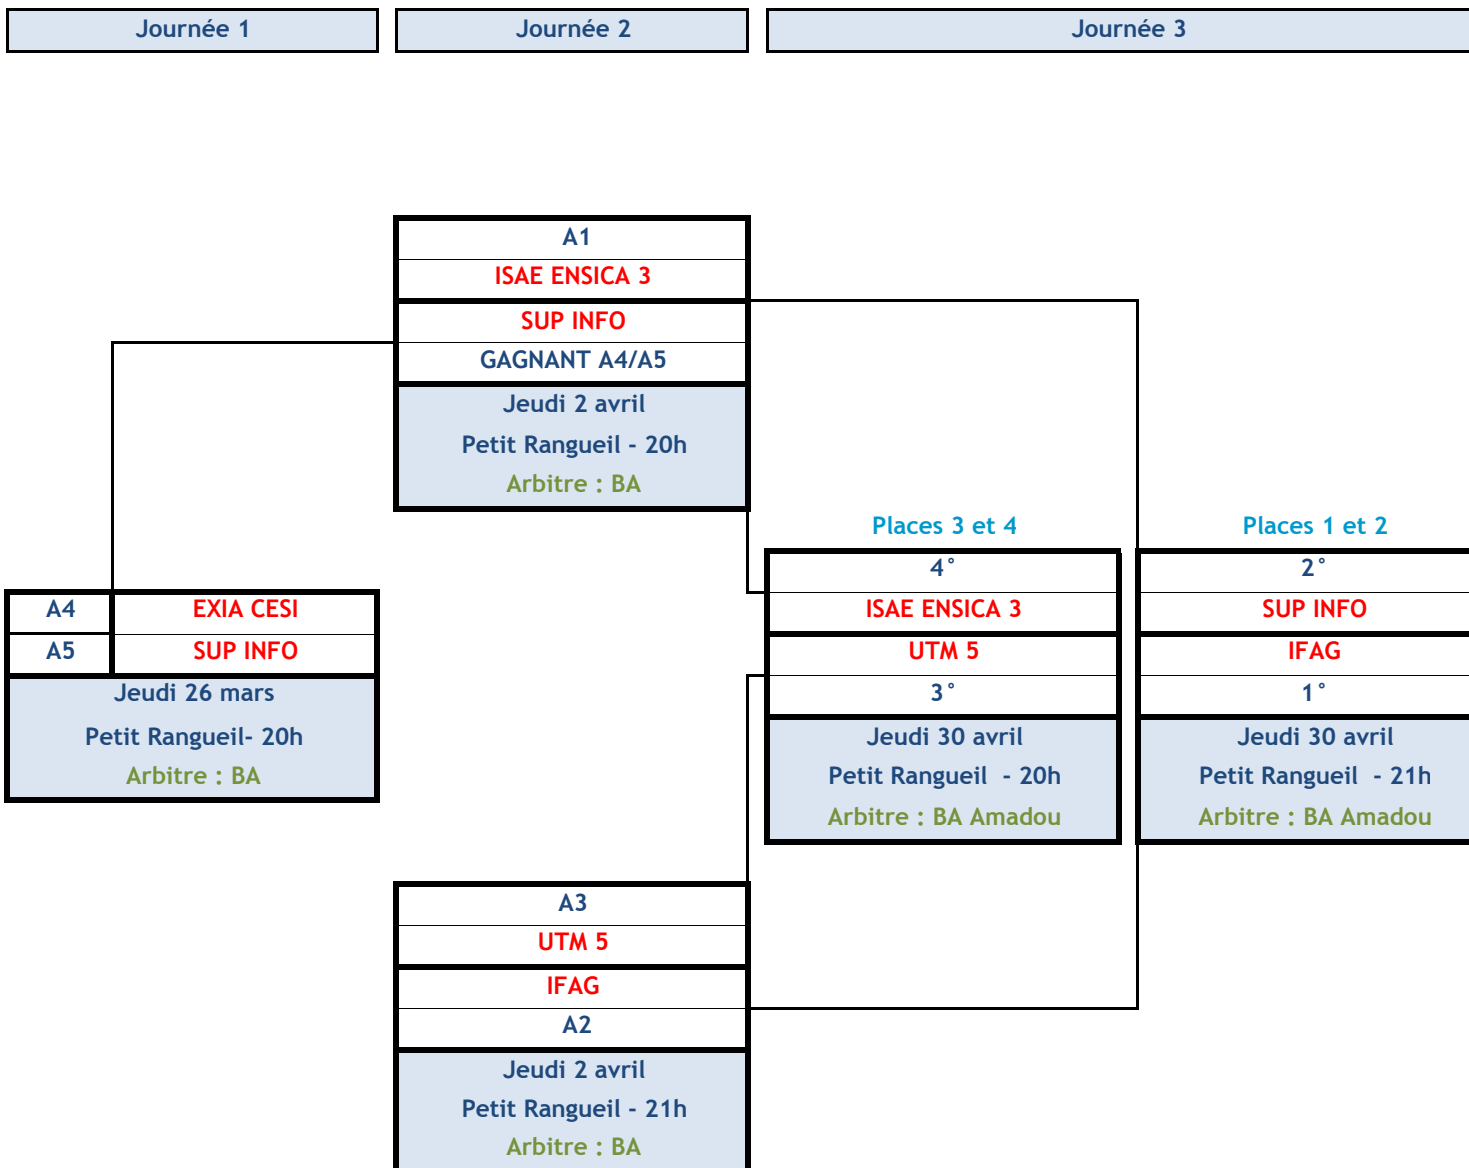 Journée 1
Journée 2
Journée 3
A1
ISAE ENSICA 3
SUP INFO
GAGNANT A4/A5
Jeudi 2 avril
Petit Rangueil - 20h
Arbitre : BA
A4 EXIA CESI
A5 SUP INFO
Jeudi 26 mars
Petit Rangueil- 20h
Arbitre : BA
Places 3 et 4
4°
ISAE ENSICA 3
UTM 5
3°
Jeudi 30 avril
Petit Rangueil - 20h
Arbitre : BA Amadou
Places 1 et 2
2°
SUP INFO
IFAG
1°
Jeudi 30 avril
Petit Rangueil - 21h
Arbitre : BA Amadou
A3
UTM 5
IFAG
A2
Jeudi 2 avril
Petit Rangueil - 21h
Arbitre : BA